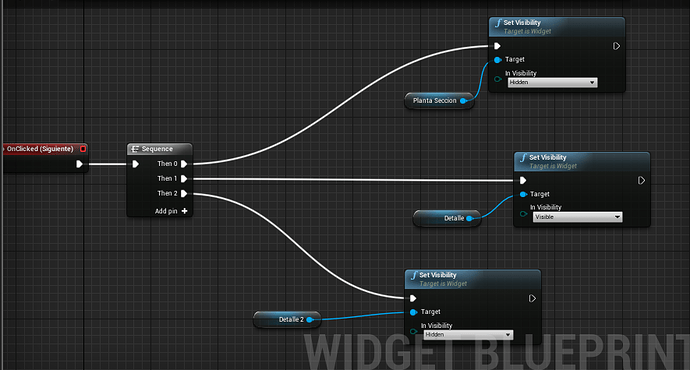 Set Visibility
Target is Widget
Target
In Visibility
Hidden
Planta Seccion
OnClicked (Siguiente)
Sequence
Then 0
Then 1
Then 2
Add pin
Set Visibility
Target is Widget
Target
In Visibility
Visible
Detalle
Set Visibility
Target is Widget
Target
In Visibility
Hidden
Detalle 2
WIDGET BLUEPRINT